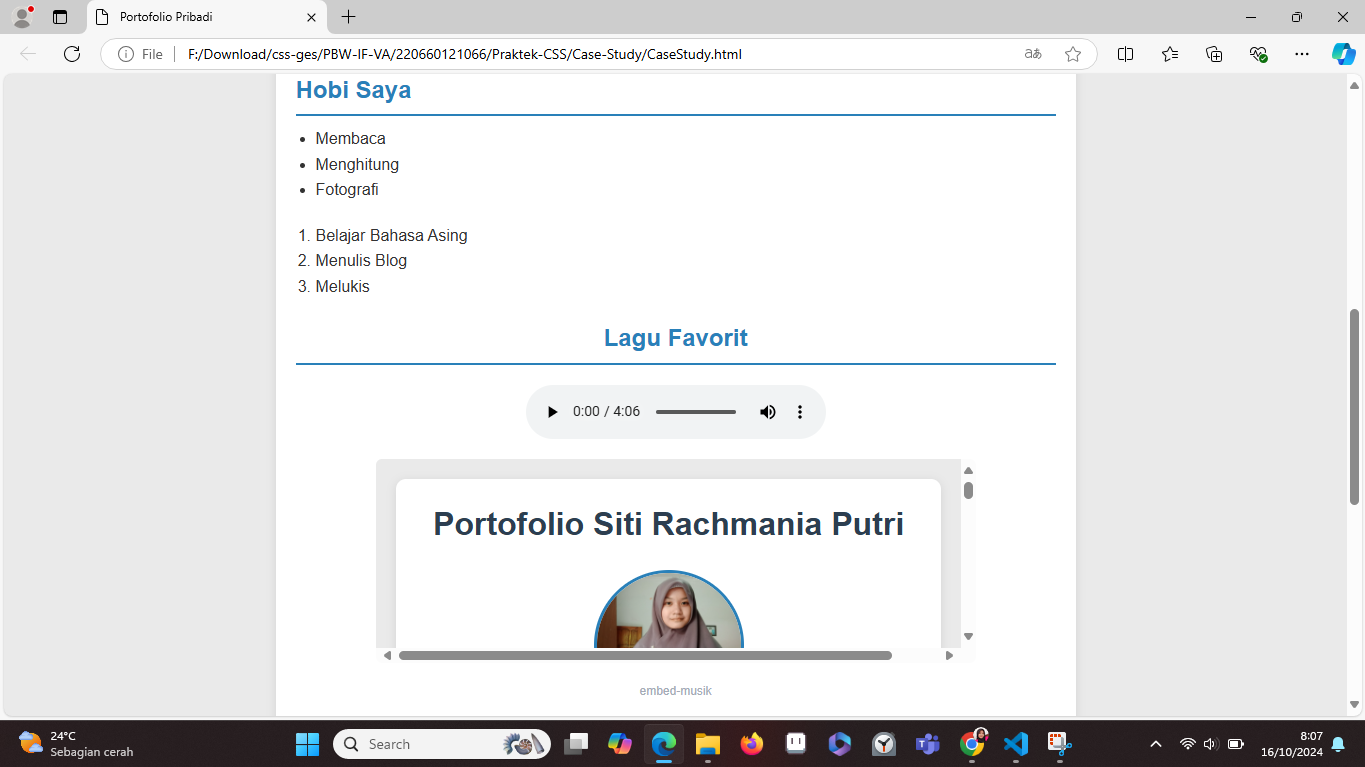 Portofolio Pribadi
File
F:/Download/css-ges/PBW-IF-VA/220660121066/Praktek-CSS/Case-Study/CaseStudy.html
aあ
Hobi Saya
• Membaca
• Menghitung
• Fotografi
1. Belajar Bahasa Asing
2. Menulis Blog
3. Melukis
Lagu Favorit
0:00 / 4:06
Portofolio Siti Rachmania Putri
embed-musik
24°C
Sebagian cerah
Search
8:07
16/10/2024